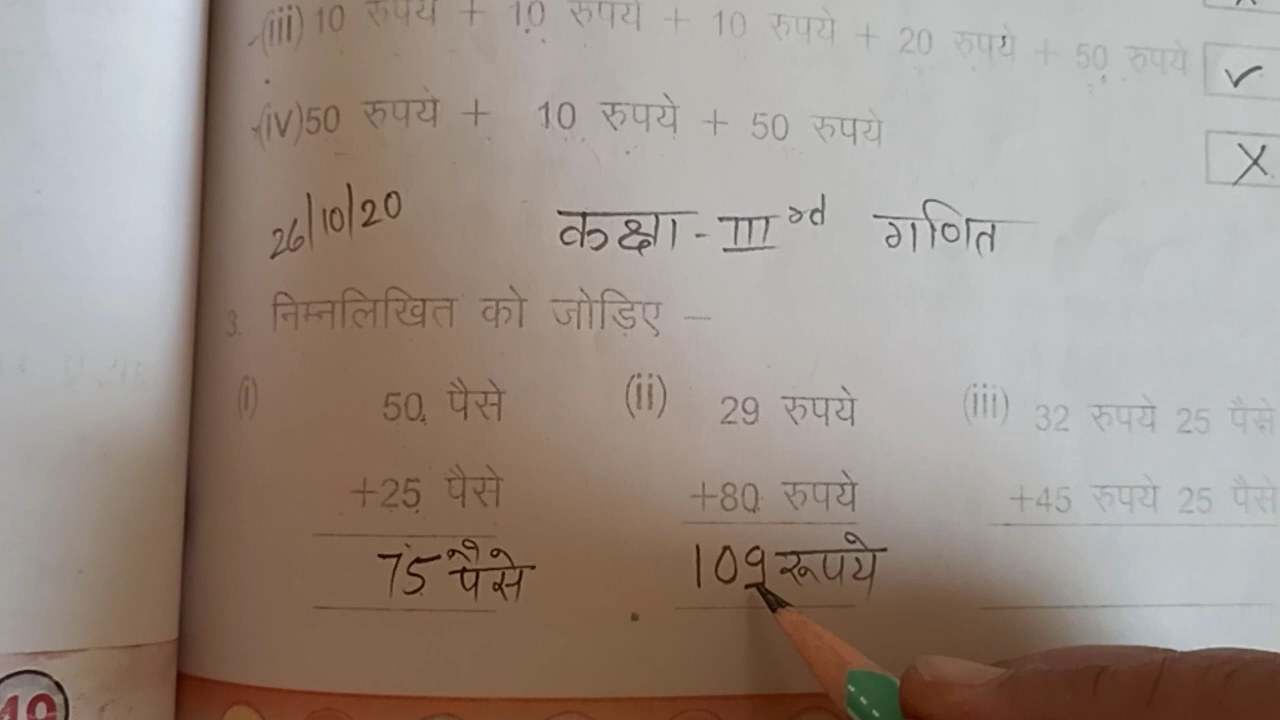 (iii) 10 रुपये + 10 रुपये + 10 रुपये + 20 रुपये + 50 रुपये ✓
(iv) 50 रुपये + 10 रुपये + 50 रुपये X
26/10/20 कक्षा - III rd गणित
3. निम्नलिखित को जोड़िए –
(i) 50 पैसे (ii) 29 रुपये (iii) 32 रुपये 25 पैसे
+25 पैसे +80 रुपये +45 रुपये 25 पैसे
75 पैसे 109 रूपये